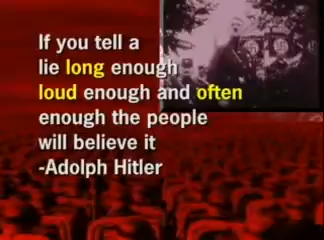 If you tell a
lie long enough
loud enough and often
enough the people
will believe it
-Adolph Hitler